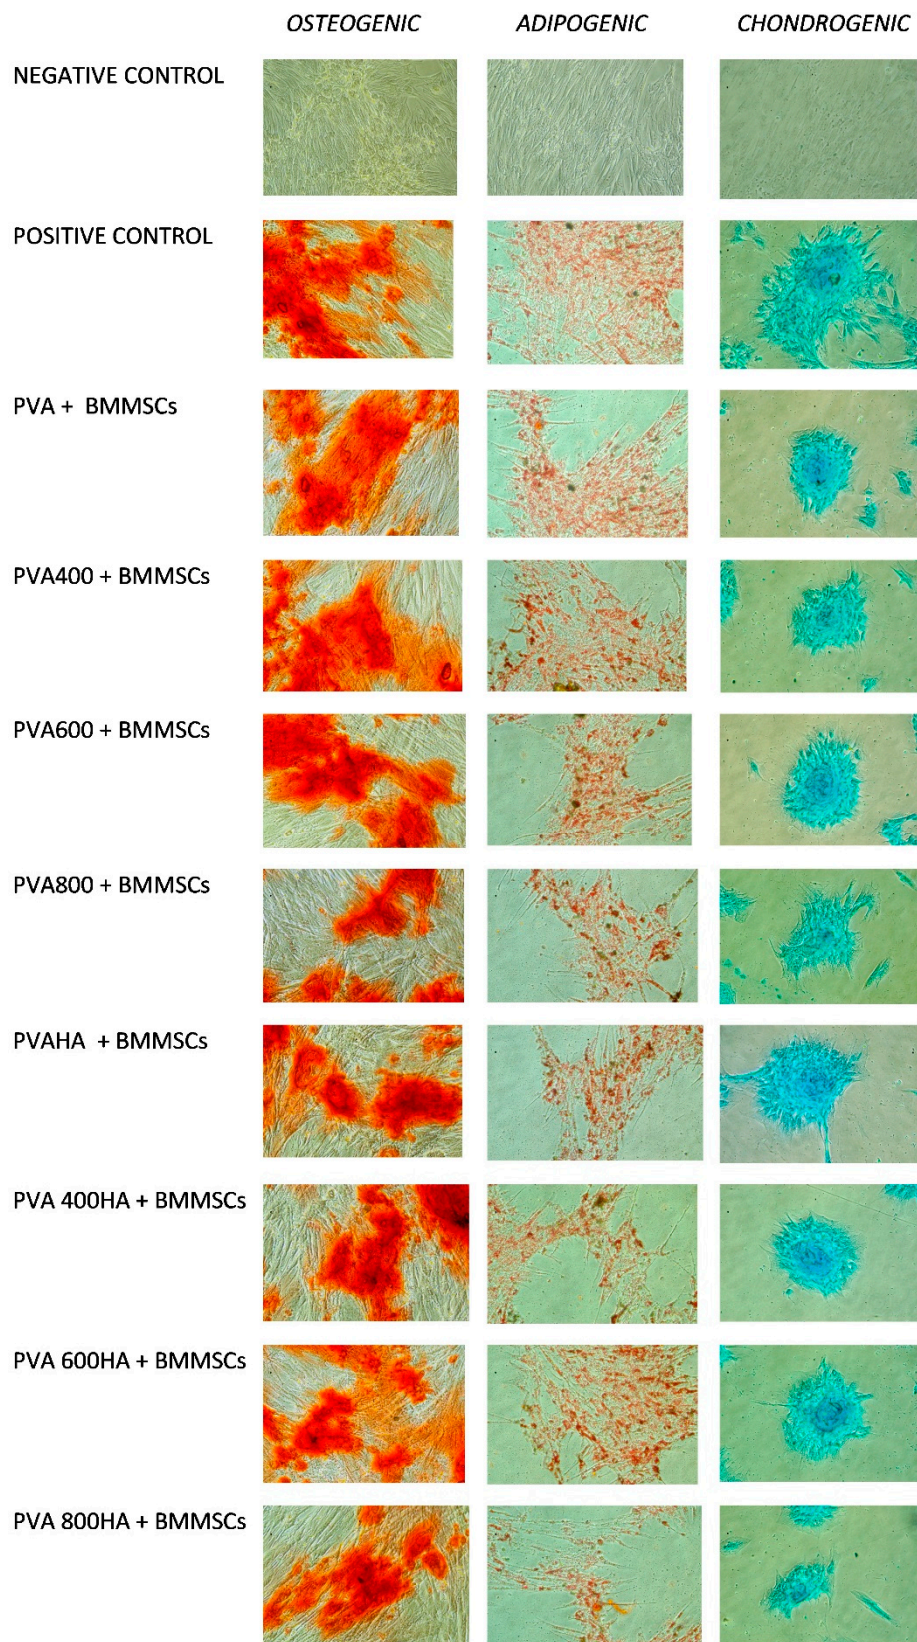 OSTEOGENIC ADIPOGENIC CHONDROGENIC
NEGATIVE CONTROL
POSITIVE CONTROL
PVA + BMMSCs
PVA400 + BMMSCs
PVA600 + BMMSCs
PVA800 + BMMSCs
PVAHA + BMMSCs
PVA 400HA + BMMSCs
PVA 600HA + BMMSCs
PVA 800HA + BMMSCs